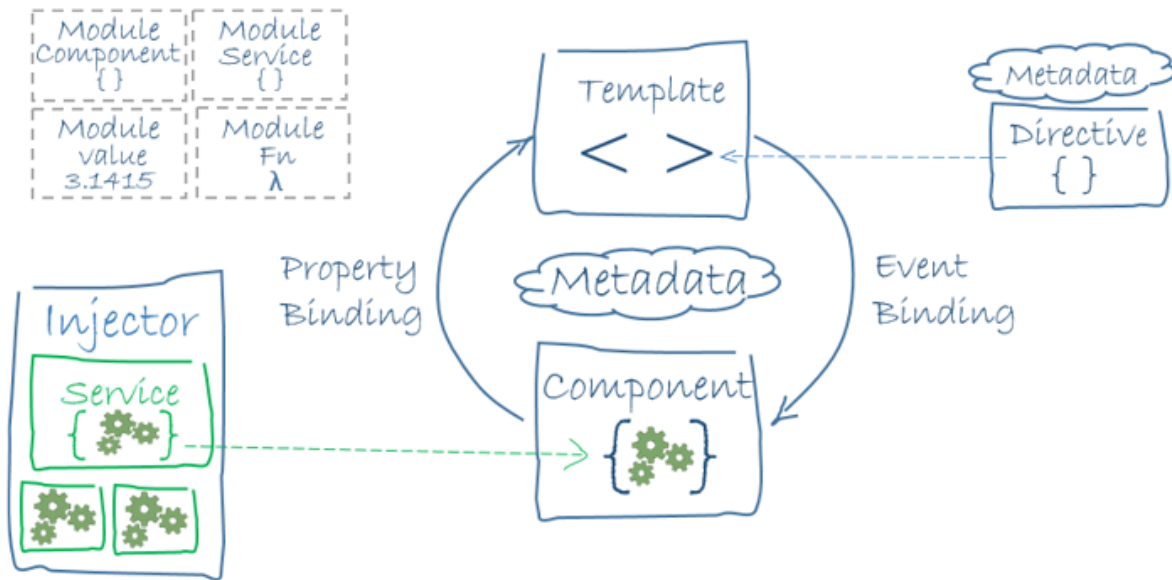 Module
Component
{ }
Module
Service
{ }
Module
value
3.1415
Module
Fn
λ
Template
< >
Metadata
Directive
{ }
Property
Binding
Metadata
Event
Binding
Injector
Service
{ }
Component
{ }